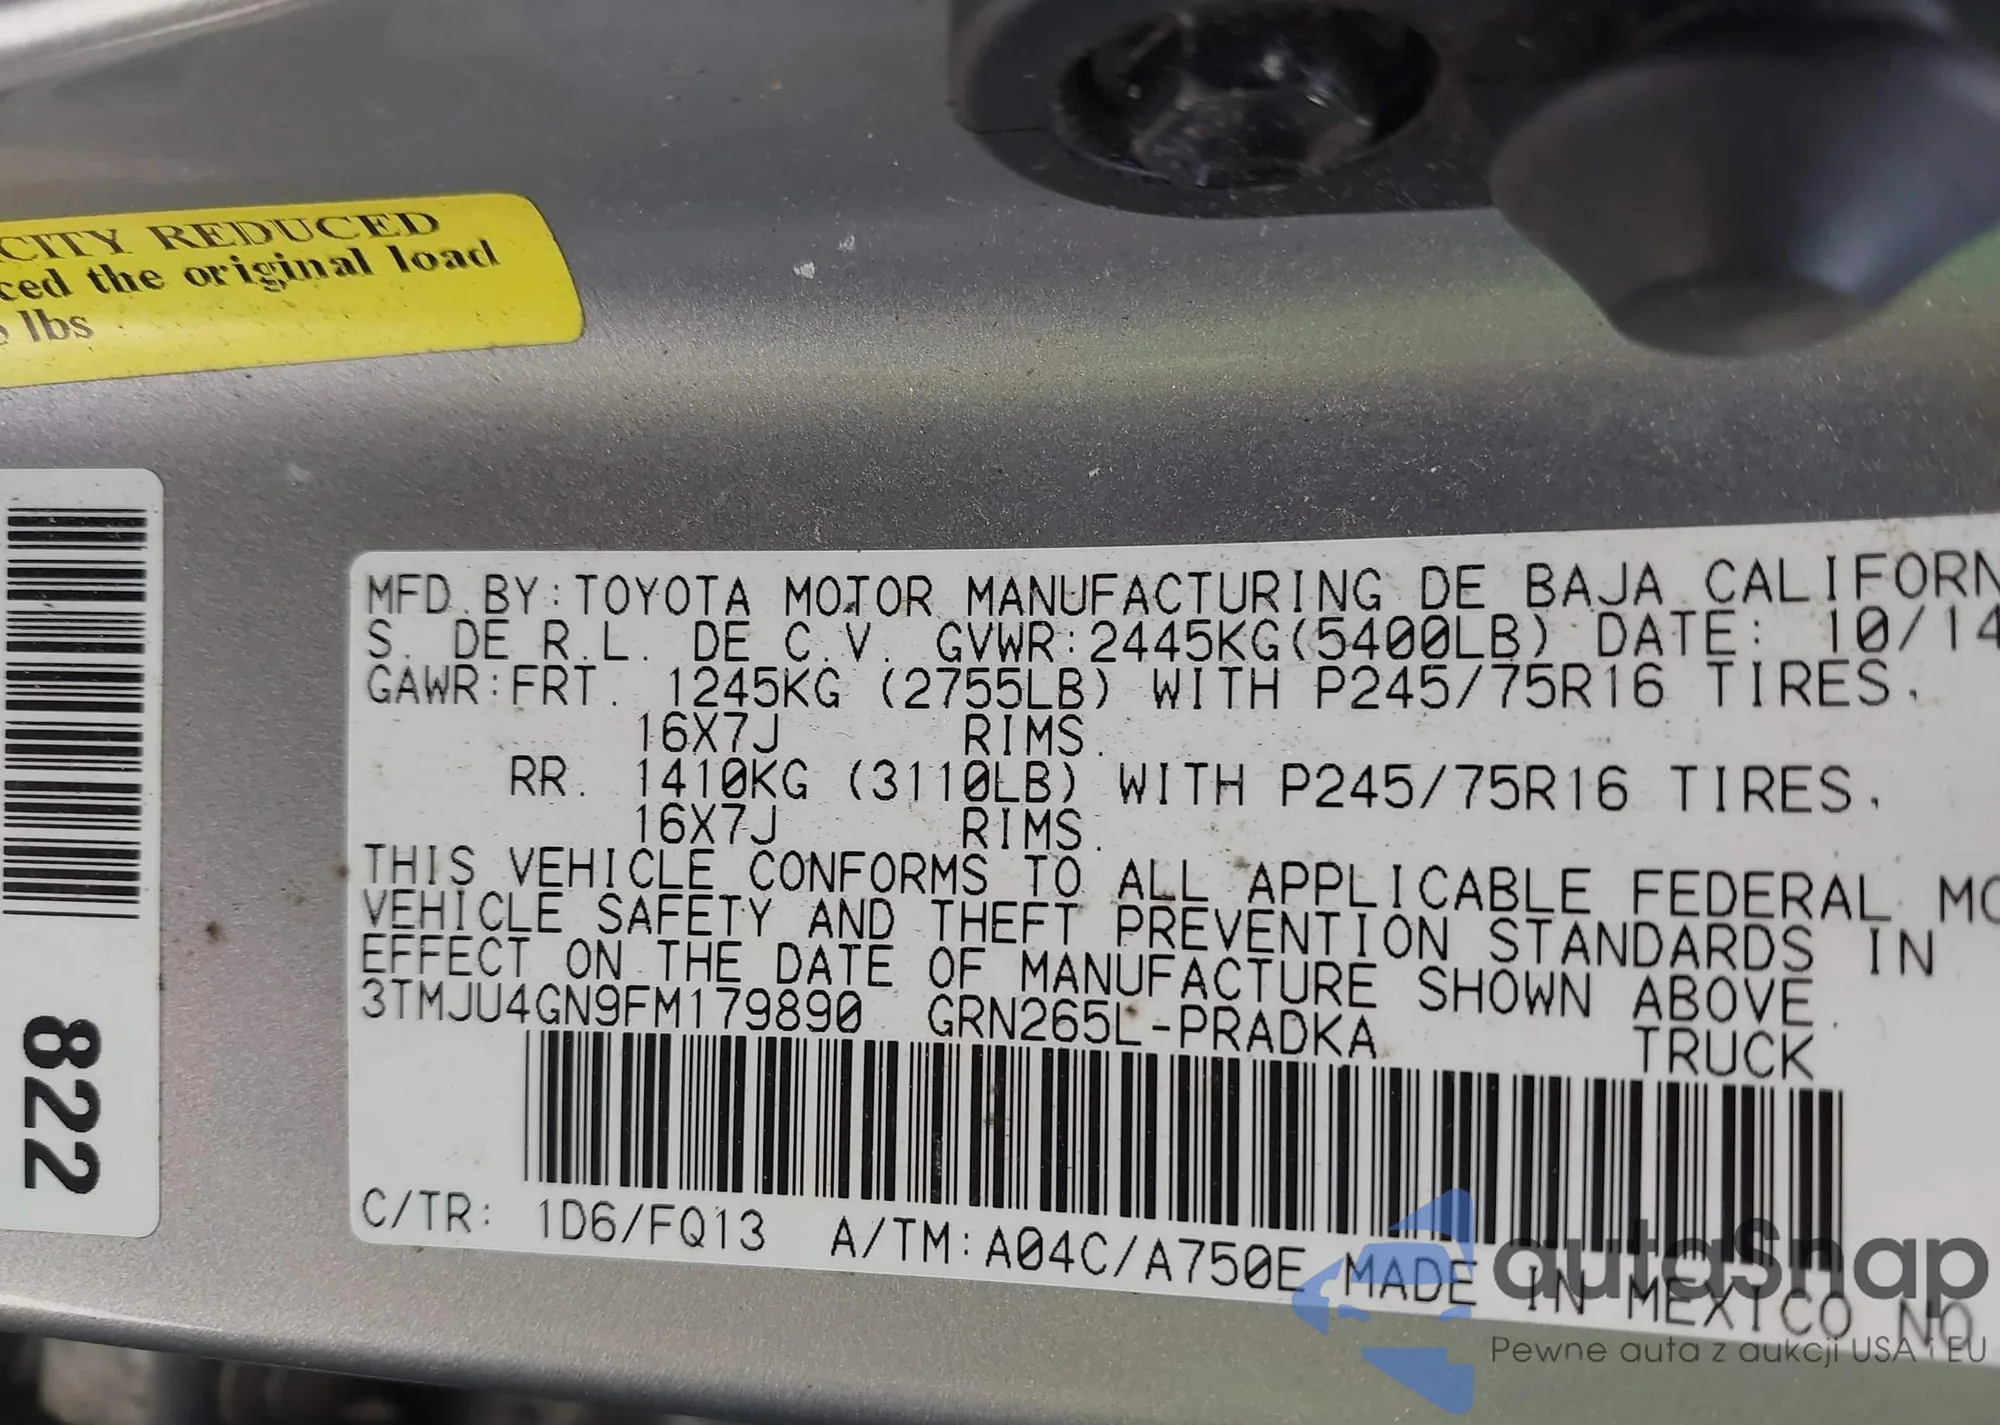 CITY REDUCED
ced the original load
lbs
822
MFD. BY: TOYOTA MOTOR MANUFACTURING DE BAJA CALIFORN
S. DE R.L. DE C.V. GVWR: 2445KG(5400LB) DATE: 10/14
GAWR: FRT. 1245KG (2755LB) WITH P245/75R16 TIRES.
16X7J RIMS.
RR. 1410KG (3110LB) WITH P245/75R16 TIRES.
16X7J RIMS.
THIS VEHICLE CONFORMS TO ALL APPLICABLE FEDERAL MO
VEHICLE SAFETY AND THEFT PREVENTION STANDARDS IN
EFFECT ON THE DATE OF MANUFACTURE SHOWN ABOVE.
3TMJU4GN9FM179890 GRN265L-PRADKA TRUCK
C/TR: 1D6/FQ13 A/TM: A04C/A750E MADE IN MEXICO NO
autaSnap
Pewne auta z aukcji USA i EU